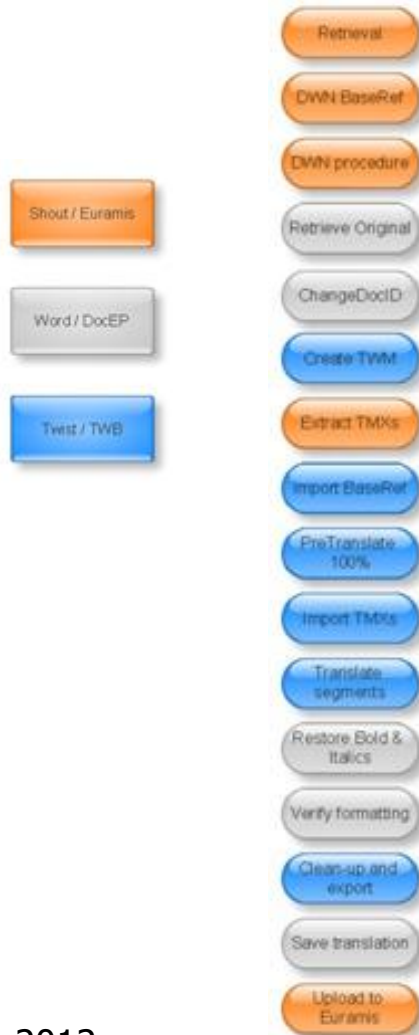 Retrieval
DWN BaseRef
DWN procedure
Shout / Euramis
Retrieve Original
Word / DocEP
ChangeDocID
Create TWM
Twist / TWB
Extract TMXs
Import BaseRef
PreTranslate
100%
Import TMXs
Translate
segments
Restore Bold &
Italics
Verify formatting
Clean-up and
export
Save translation
Upload to
Euramis